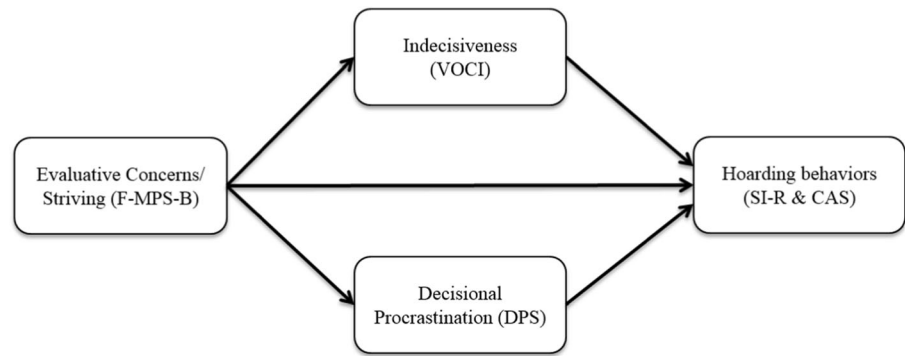 Indecisiveness
(VOCI)
Evaluative Concerns/
Striving (F-MPS-B)
Hoarding behaviors
(SI-R & CAS)
Decisional
Procrastination (DPS)